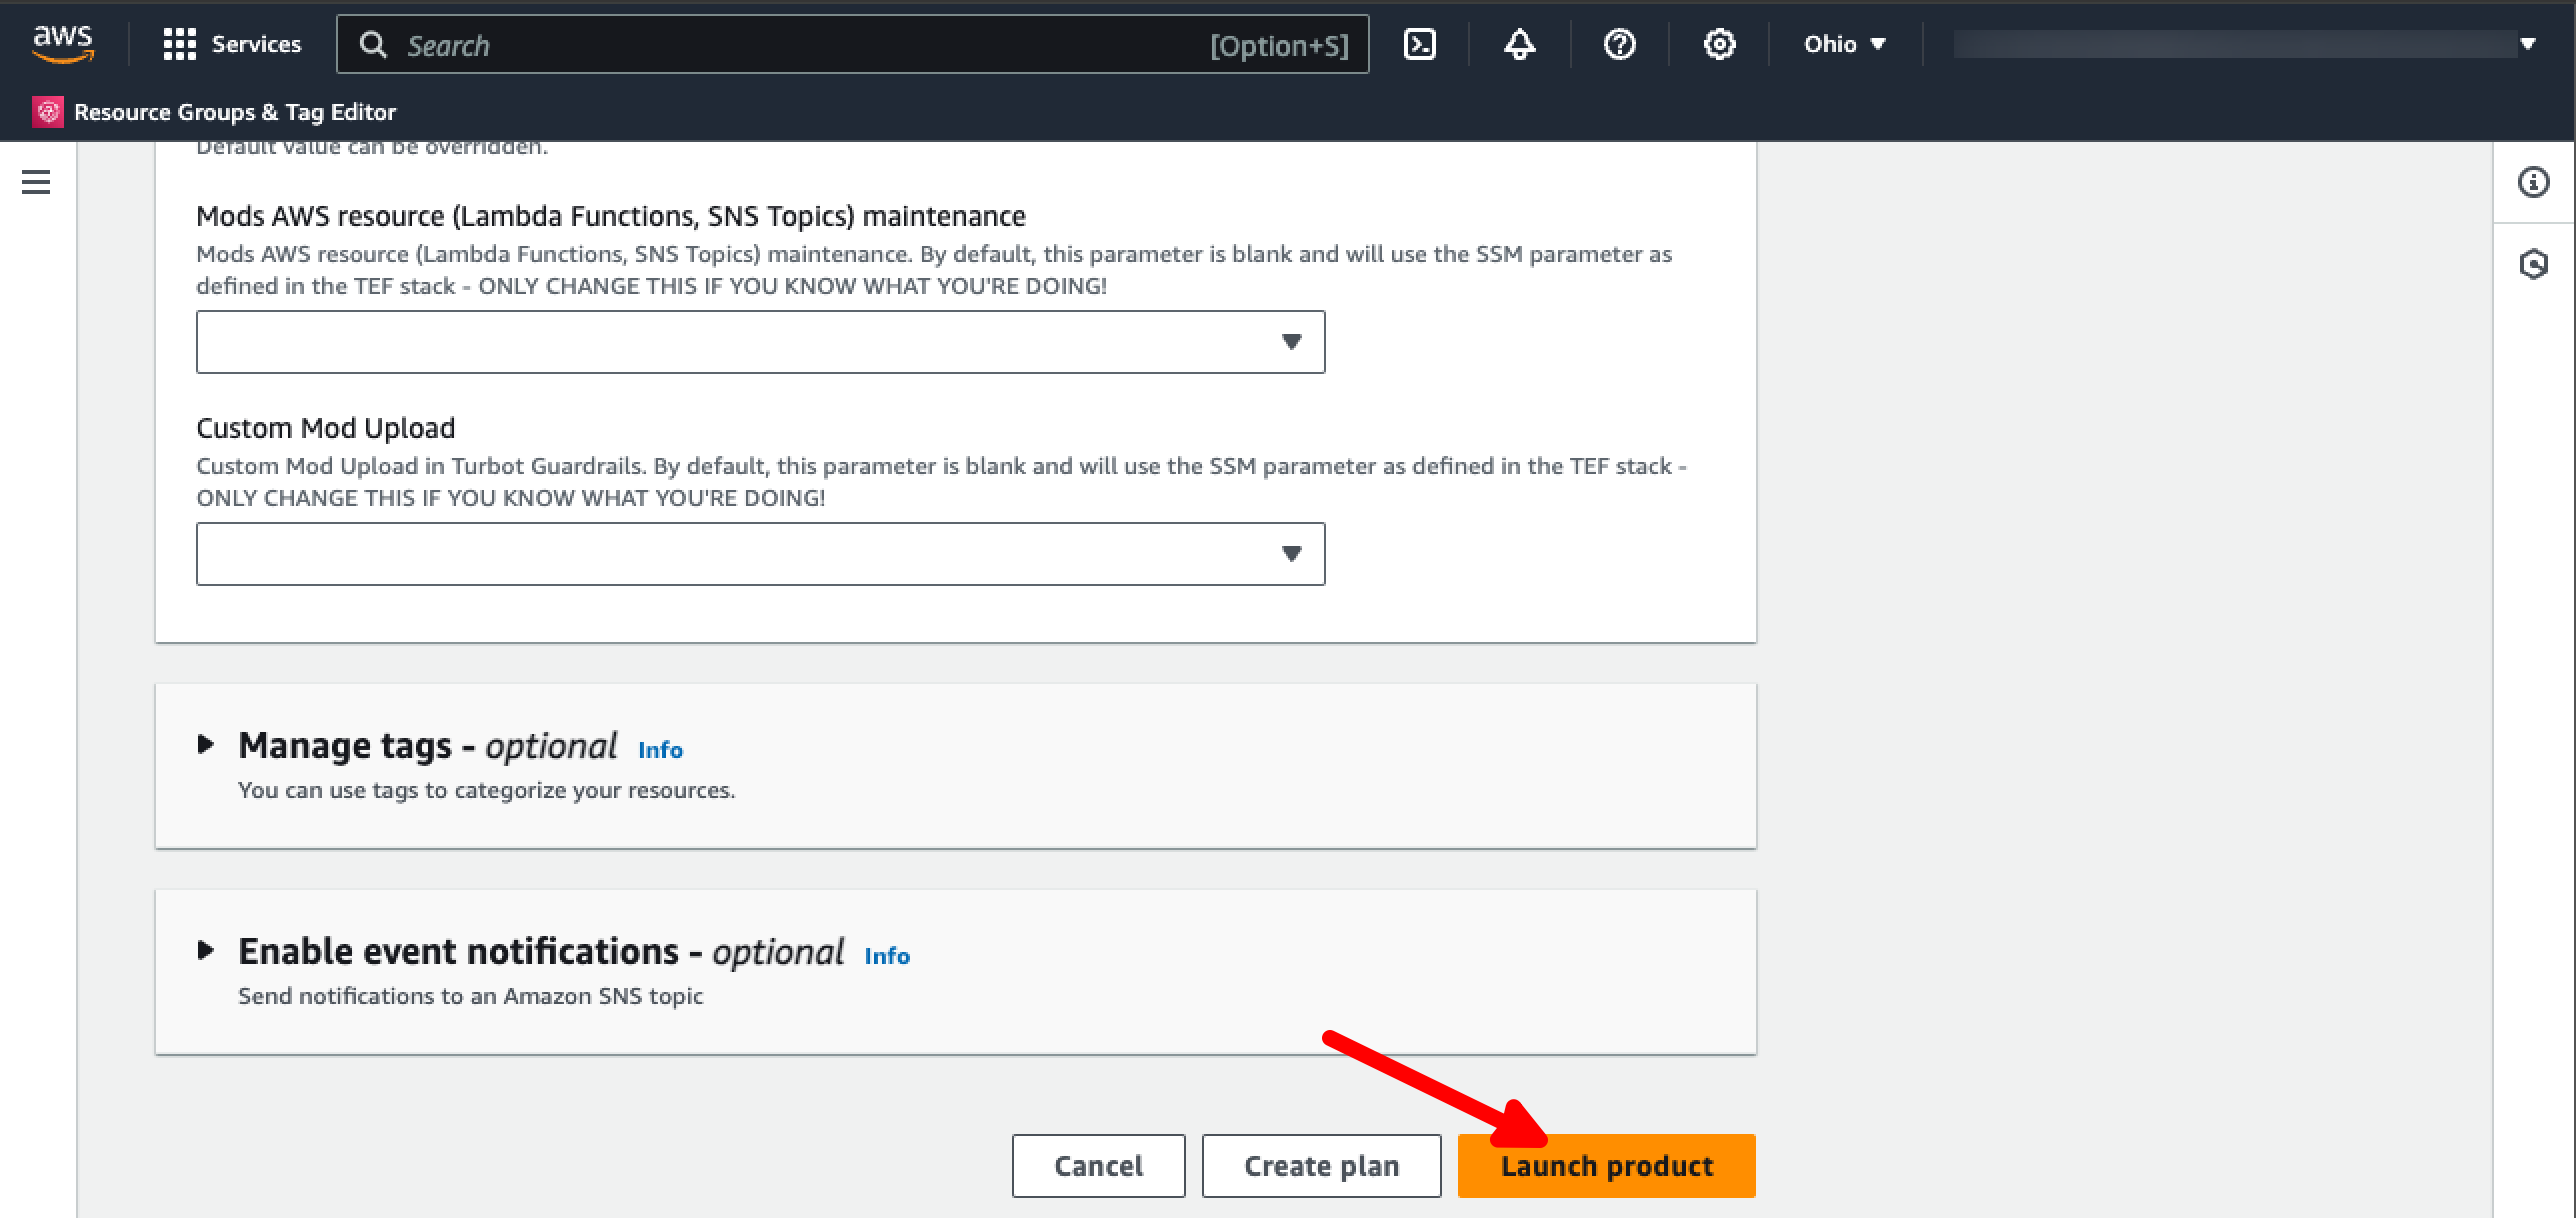 aws
Services
Search
[Option+S]
Ohio
Resource Groups & Tag Editor
Default value can be overridden.
Mods AWS resource (Lambda Functions, SNS Topics) maintenance
Mods AWS resource (Lambda Functions, SNS Topics) maintenance. By default, this parameter is blank and will use the SSM parameter as
defined in the TEF stack - ONLY CHANGE THIS IF YOU KNOW WHAT YOU'RE DOING!
Custom Mod Upload
Custom Mod Upload in Turbot Guardrails. By default, this parameter is blank and will use the SSM parameter as defined in the TEF stack -
ONLY CHANGE THIS IF YOU KNOW WHAT YOU'RE DOING!
Manage tags - optional Info
You can use tags to categorize your resources.
Enable event notifications - optional Info
Send notifications to an Amazon SNS topic
Cancel
Create plan
Launch product